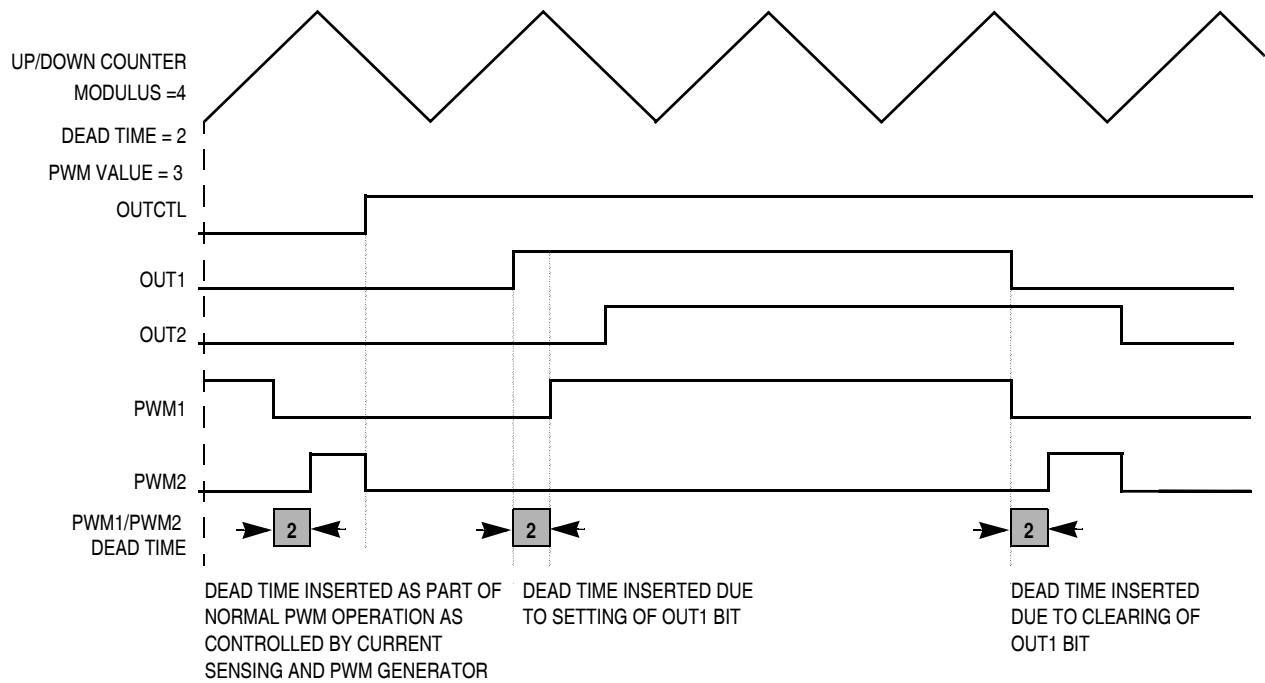 UP/DOWN COUNTER
MODULUS =4
DEAD TIME = 2
PWM VALUE = 3
OUTCTL
OUT1
OUT2
PWM1
PWM2
PWM1/PWM2
DEAD TIME
2
2
2
DEAD TIME INSERTED AS PART OF
NORMAL PWM OPERATION AS
CONTROLLED BY CURRENT
SENSING AND PWM GENERATOR
DEAD TIME INSERTED DUE
TO SETTING OF OUT1 BIT
DEAD TIME INSERTED
DUE TO CLEARING OF
OUT1 BIT